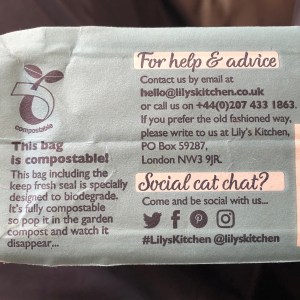 compostable
This bag
is compostable!
This bag including the
keep fresh seal is specially
designed to biodegrade.
It's fully compostable
so pop it in the garden
compost and watch it
disappear...
For help & advice
Contact us by email at
hello@lilyskitchen.co.uk
or call us on +44(0)207 433 1863.
If you prefer the old fashioned way,
please write to us at Lily's Kitchen,
PO Box 59287,
London NW3 9JR.
Social cat chat?
Come and be social with us...
#LilysKitchen @lilyskitchen